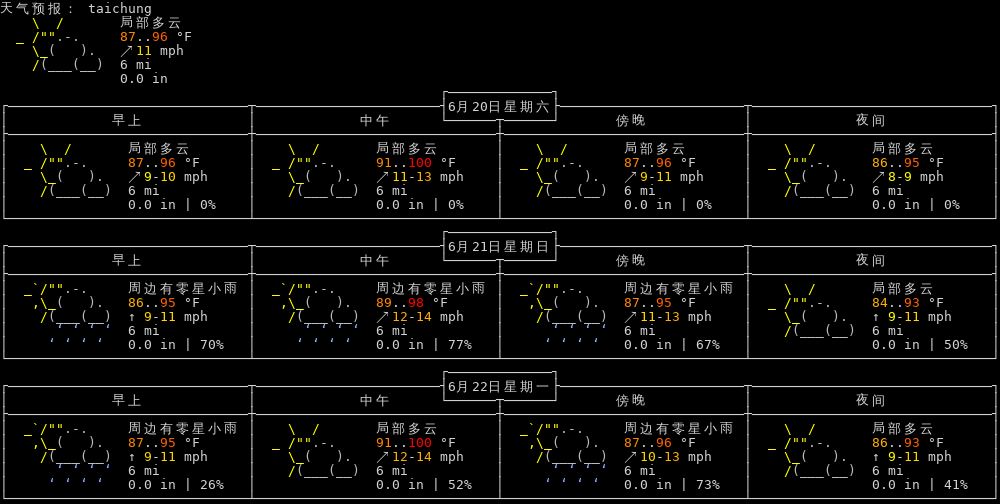 天气预报: taichung
局部多云
87..96 °F
↗11 mph
6 mi
0.0 in
6月20日星期六
早上 中午 傍晚 夜间
局部多云 局部多云 局部多云 局部多云
87..96 °F 91..100 °F 87..96 °F 86..95 °F
↗9-10 mph ↗11-13 mph ↗9-11 mph ↗8-9 mph
6 mi 6 mi 6 mi 6 mi
0.0 in | 0% 0.0 in | 0% 0.0 in | 0% 0.0 in | 0%
6月21日星期日
早上 中午 傍晚 夜间
周边有零星小雨 周边有零星小雨 周边有零星小雨 局部多云
86..95 °F 89..98 °F 87..95 °F 84..93 °F
↑ 9-11 mph ↗12-14 mph ↗11-13 mph ↑ 9-11 mph
6 mi 6 mi 6 mi 6 mi
0.0 in | 70% 0.0 in | 77% 0.0 in | 67% 0.0 in | 50%
6月22日星期一
早上 中午 傍晚 夜间
周边有零星小雨 局部多云 周边有零星小雨 局部多云
87..95 °F 91..100 °F 87..96 °F 86..93 °F
↑ 9-11 mph ↗12-14 mph ↗10-13 mph ↑ 9-11 mph
6 mi 6 mi 6 mi 6 mi
0.0 in | 26% 0.0 in | 52% 0.0 in | 73% 0.0 in | 41%